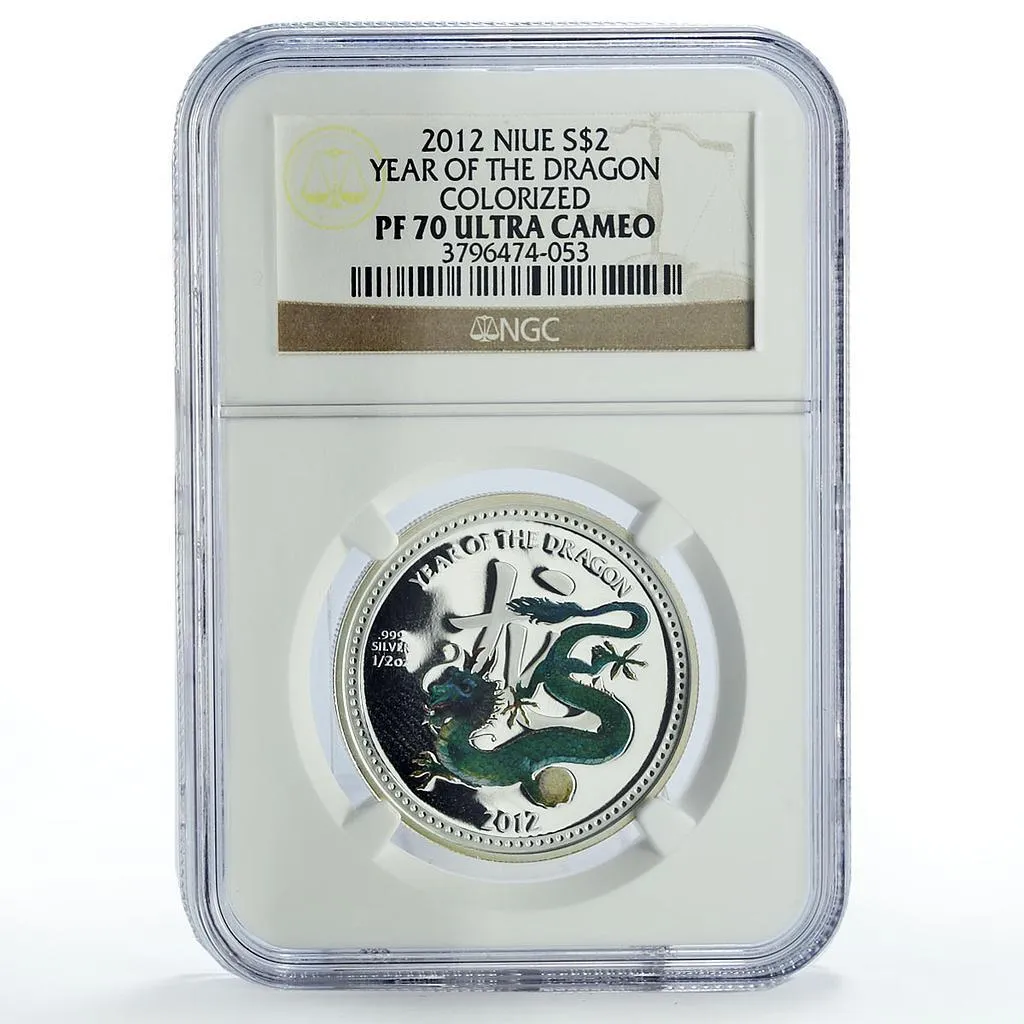 2012 NIUE S$2
YEAR OF THE DRAGON
COLORIZED
PF 70 ULTRA CAMEO
3796474-053
NGC
YEAR OF THE DRAGON
龙
.999
SILVER
1/2oz
2012